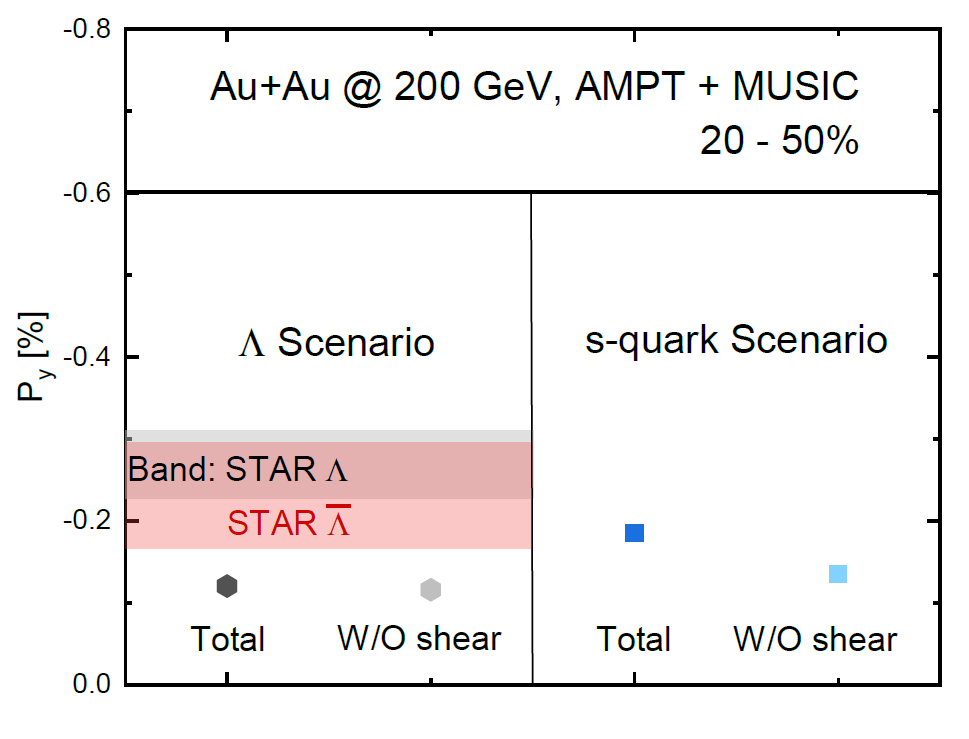 -0.8
Au+Au @ 200 GeV, AMPT + MUSIC
20 - 50%
-0.6
Λ Scenario
s-quark Scenario
-0.4
P_y [%]
Band: STAR Λ
-0.2
STAR Λ̅
Total
W/O shear
Total
W/O shear
0.0